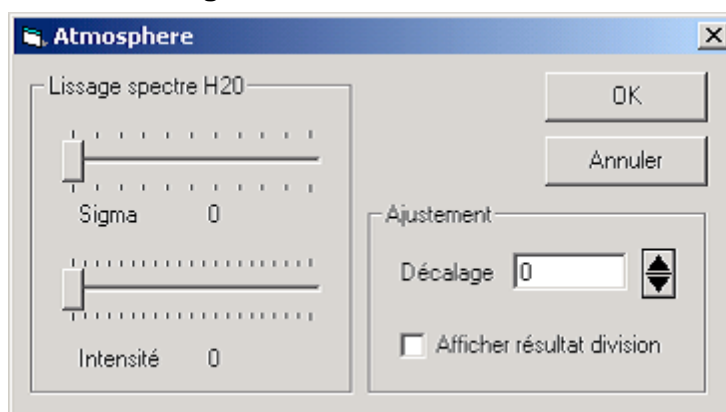 Atmosphere
Lissage spectre H20
OK
Annuler
Sigma 0
Ajustement
Décalage 0
Afficher résultat division
Intensité 0